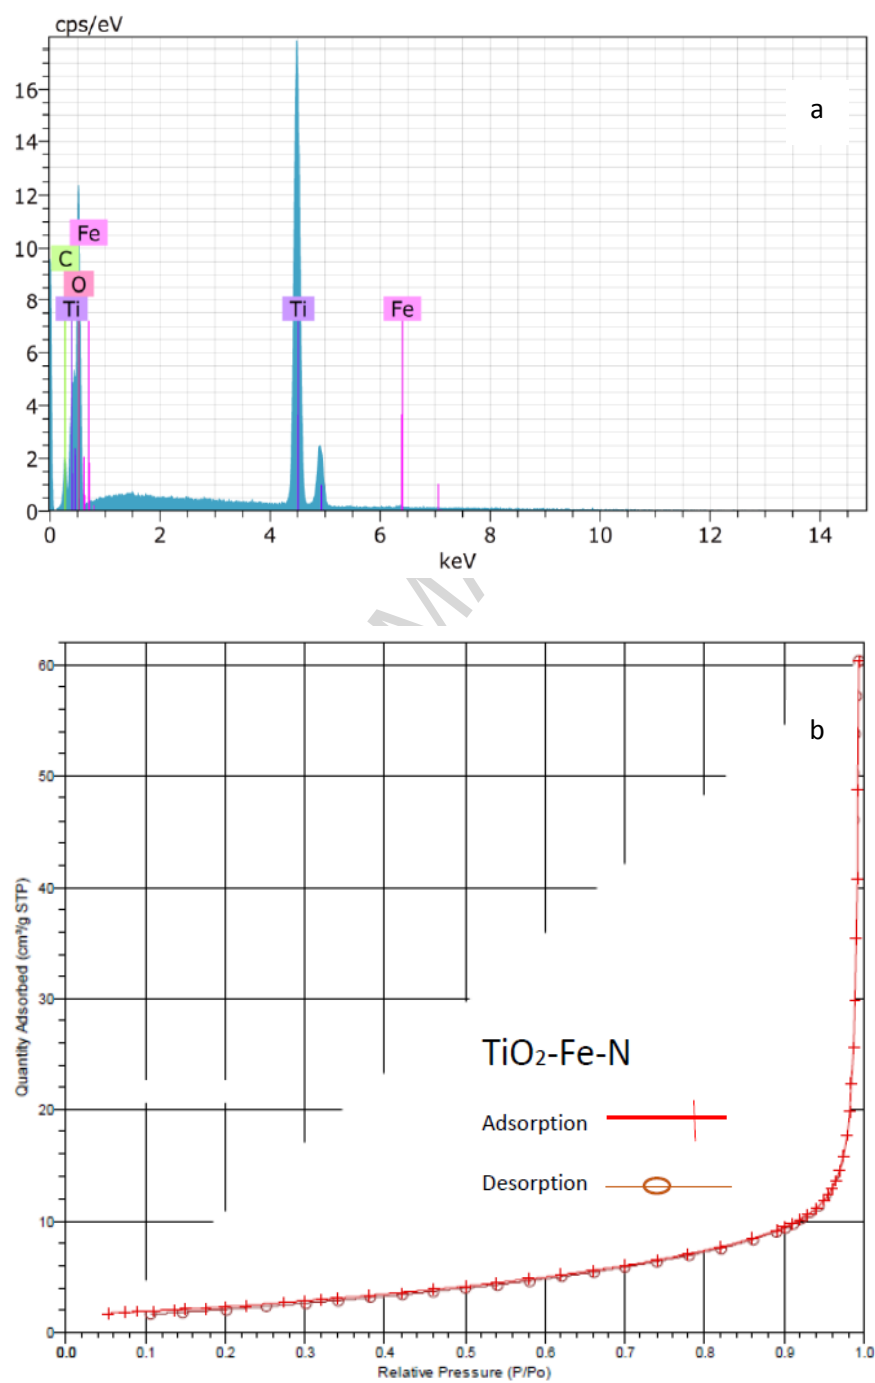 cps/eV
16
a
14
12
10
Fe
C
O
8
Ti
Ti
Fe
6
4
2
0
0
2
4
6
8
10
12
14
keV
MA
60
b
50
40
30
20
10
0
Quantity Adsorbed (cm³/g STP)
TiO2-Fe-N
Adsorption
Desorption
0.0
0.1
0.2
0.3
0.4
0.5
0.6
0.7
0.8
0.9
1.0
Relative Pressure (P/Po)